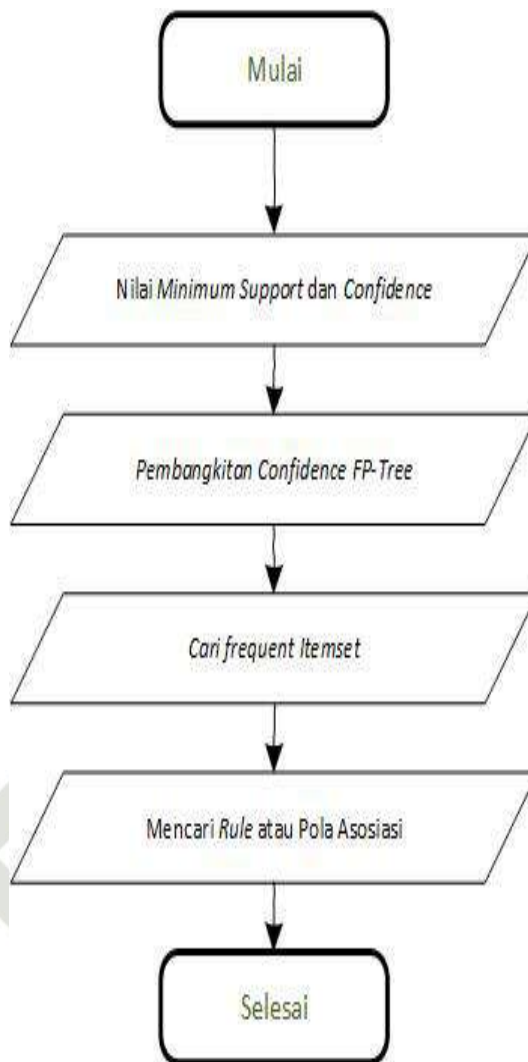 Mulai
Nilai Minimum Support dan Confidence
Pembangkitan Confidence FP-Tree
Cari frequent Itemset
Mencari Rule atau Pola Asosiasi
Selesai